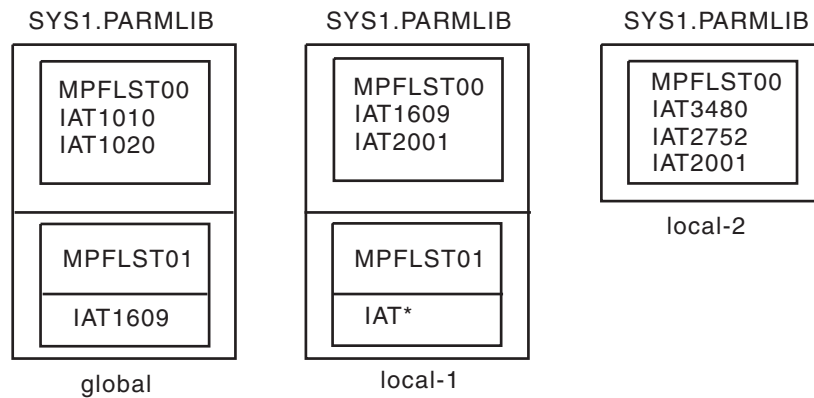 SYS1.PARMLIB
MPFLST00
IAT1010
IAT1020
MPFLST01
IAT1609
global
SYS1.PARMLIB
MPFLST00
IAT1609
IAT2001
MPFLST01
IAT*
local-1
SYS1.PARMLIB
MPFLST00
IAT3480
IAT2752
IAT2001
local-2